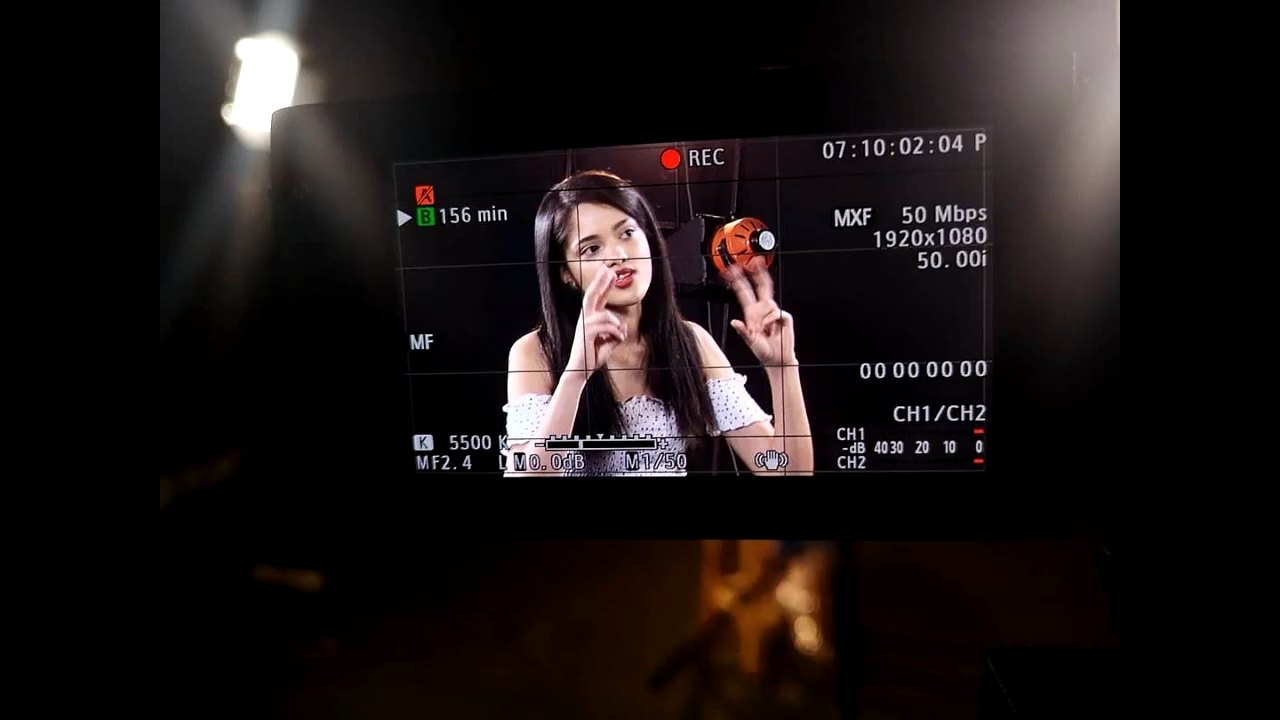 REC
07:10:02:04 P
B 156 min
MXF 50 Mbps
1920x1080
50.00i
MF
00 00 00 00
CH1/CH2
K 5500 K
CH1
-dB 40 30 20 10 0
CH2
MF2.4
M0.0dB
M1/50